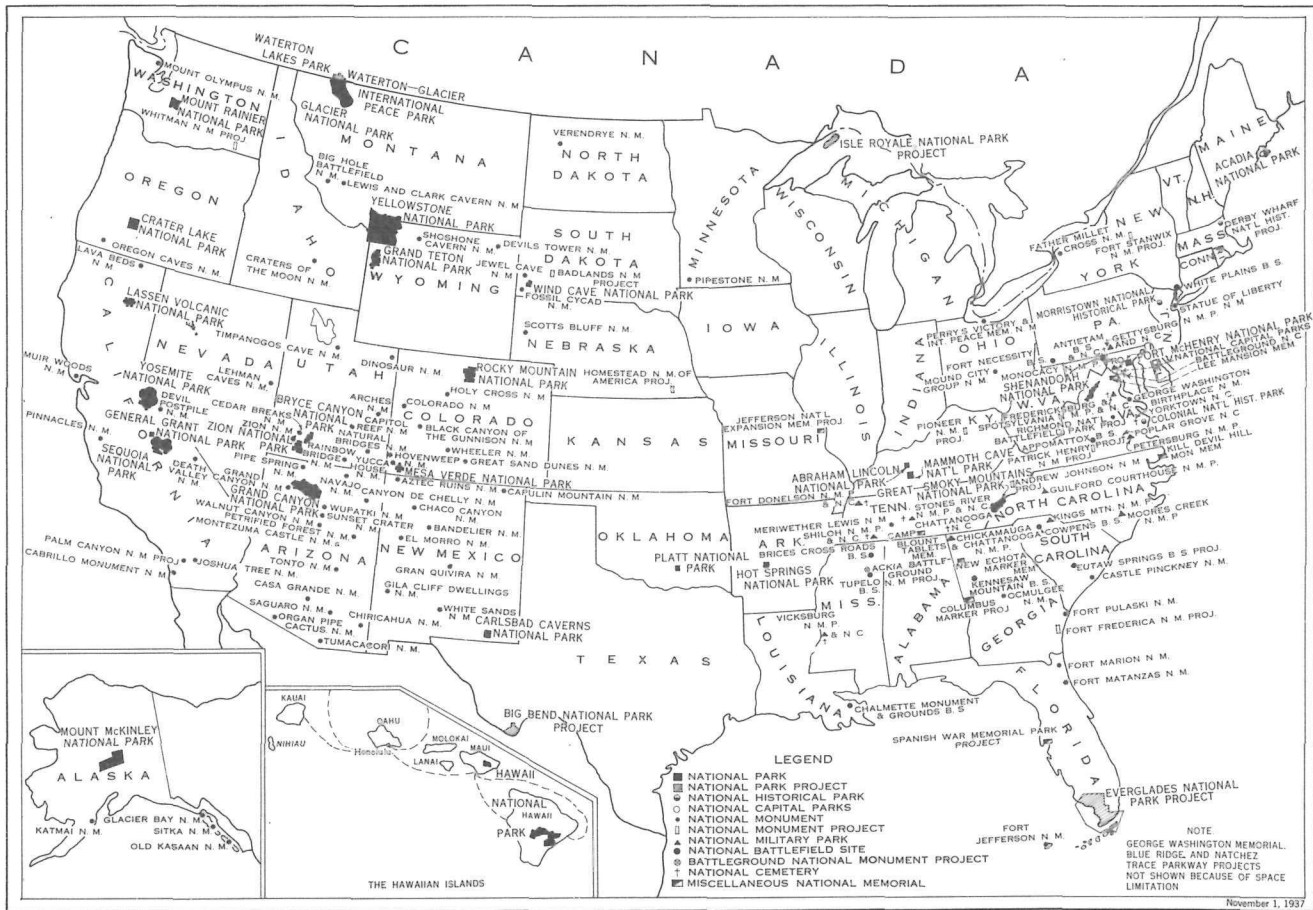 C A N A D A
WATERTON
LAKES PARK
WATERTON-GLACIER
INTERNATIONAL
PEACE PARK
MOUNT OLYMPUS N. M.
WASHINGTON
MOUNT RAINIER
NATIONAL PARK
WHITMAN N M PROJ
GLACIER
NATIONAL PARK
MONTANA
IDAHO
BIG HOLE
BATTLEFIELD
N. M.
LEWIS AND CLARK CAVERN N. M
YELLOWSTONE
NATIONAL PARK
VERENDRYE N. M.
NORTH
DAKOTA
SOUTH
DAKOTA
OREGON
CRATER LAKE
NATIONAL PARK
OREGON CAVES N. M.
LAVA BEDS
N M
CRATERS OF
THE MOON N. M.
SHOSHONE
CAVERN N. M.
DEVILS TOWER N. M.
GRAND TETON
NATIONAL PARK
JEWEL CAVE
N. M.
BADLANDS N M
PROJECT
WYOMING
WIND CAVE NATIONAL PARK
FOSSIL CYCAD
N. M.
SCOTTS BLUFF N. M.
NEBRASKA
LASSEN VOLCANIC
NATIONAL PARK
CALIFORNIA
NEVADA
UTAH
TIMPANOGOS CAVE N. M.
LEHMAN
CAVES N. M.
DINOSAUR N. M.
MUIR WOODS
N. M.
YOSEMITE
NATIONAL PARK
DEVIL
POSTPILE
N. M.
CEDAR BREAKS
N. M.
BRYCE CANYON
NATIONAL
PARK
ARCHES
N. M.
CAPITOL
REEF N. M.
ROCKY MOUNTAIN
NATIONAL PARK
HOMESTEAD N. M. OF
AMERICA PROJ.
HOLY CROSS N. M.
COLORADO N. M.
COLORADO
BLACK CANYON OF
THE GUNNISON N. M.
WHEELER N. M.
GREAT SAND DUNES N. M.
PINNACLES N. M.
GENERAL GRANT
NATIONAL PARK
ZION N. M.
ZION NATIONAL
PARK
NATURAL
BRIDGES N. M.
RAINBOW
BRIDGE
N. M.
HOVENWEEP
N. M.
YUCCA
HOUSE
N. M.
MESA VERDE NATIONAL PARK
AZTEC RUINS N. M.
CAPULIN MOUNTAIN N. M.
SEQUOIA
NATIONAL
PARK
DEATH
VALLEY
N. M.
PIPE SPRING
N. M.
GRAND
CANYON N. M.
GRAND CANYON
NATIONAL PARK
NAVAJO
N. M.
CANYON DE CHELLY N. M.
CHACO CANYON
N. M.
WUPATKI N. M.
WALNUT CANYON N. M.
SUNSET CRATER
N. M.
BANDELIER N. M.
PETRIFIED FOREST N. M.
MONTEZUMA CASTLE N. M.
EL MORRO N. M.
ARIZONA
NEW MEXICO
PALM CANYON N. M PROJ
CABRILLO MONUMENT N. M.
JOSHUA
TREE N. M.
TONTO N. M.
GRAN QUIVIRA N. M.
CASA GRANDE N. M.
GILA CLIFF DWELLINGS
N. M.
SAGUARO N. M.
CHIRICAHUA N. M.
WHITE SANDS
N. M
ORGAN PIPE
CACTUS. N. M.
CARLSBAD CAVERNS
NATIONAL PARK
TUMACACORI N. M.
TEXAS
BIG BEND NATIONAL PARK
PROJECT
KANSAS
OKLAHOMA
PLATT NATIONAL
PARK
ARK.
HOT SPRINGS
NATIONAL PARK
MINNESOTA
PIPESTONE N. M
IOWA
MISSOURI
JEFFERSON NAT'L
EXPANSION MEM. PROJ
ISLE ROYALE NATIONAL PARK
PROJECT
WISCONSIN
MICHIGAN
ILLINOIS
INDIANA
OHIO
PERRY'S VICTORY &
INT. PEACE MEM. N M
FORT NECESSITY
B. S.
MOUND CITY
GROUP N. M.
MAINE
ACADIA
NATIONAL PARK
VT.
N. H.
NEW
YORK
MASS
CONN
DERBY WHARF
NAT'L HIST.
PROJ.
FATHER MILLET
CROSS N. M
FORT STANWIX
N M PROJ.
WHITE PLAINS B. S.
STATUE OF LIBERTY
N M
MORRISTOWN NATIONAL
HISTORICAL PARK
PA.
ANTIETAM
B. S.
AND N. C.
GETTYSBURG
N. M. P.
MONOCACY N M P PROJ
FORT McHENRY NATIONAL PARK
NATIONAL CAPITAL PARKS
BATTLEGROUND N. C
LEE MANSION MEM
SHENANDOAH
NATIONAL PARK
W. VA.
VA.
GEORGE WASHINGTON
BIRTHPLACE N. M.
YORKTOWN N. C.
COLONIAL NAT'L HIST. PARK
FREDERICKSBURG &
SPOTSYLVANIA N. M. P. & N. C.
RICHMOND NAT'L
BATTLEFIELD PARK PROJ
POPLAR GROVE N. C
APPOMATTOX B. S.
PATRICK HENRY
N M PROJ
PETERSBURG N. M. P.
KILL DEVIL HILL
MON MEM
PIONEER
N M
PROJ.
KY.
MAMMOTH CAVE
NAT'L PARK
ABRAHAM LINCOLN
NATIONAL PARK
GREAT SMOKY MOUNTAINS
NATIONAL PARK
ANDREW JOHNSON N. M
GUILFORD COURTHOUSE N. M. P.
FORT DONELSON N. M. P.
& N C
TENN.
STONES RIVER
N. M. P. & N. C
NORTH CAROLINA
MERIWETHER LEWIS N. M
SHILOH N. M. P.
& N. C.
CHATTANOOGA
N C
KINGS MTN. N. M. P
COWPENS B. S.
MOORES CREEK
N M P
CAMP
BLOUNT
TABLETS
MEM
CHICKAMAUGA
& CHATTANOOGA
N. M. P.
BRICES CROSS ROADS
B. S.
ACKIA BATTLE-
GROUND
N M PROJ.
TUPELO
B. S.
NEW ECHOTA
MARKER
MEM
KENNESAW
MOUNTAIN B. S.
OCMULGEE
N. M.
COLUMBUS
MARKER PROJ
SOUTH
CAROLINA
EUTAW SPRINGS B S PROJ.
CASTLE PINCKNEY N. M.
MISS.
ALABAMA
GEORGIA
VICKSBURG
N M P.
& N C.
FORT PULASKI N. M.
FORT FREDERICA N M. PROJ.
LOUISIANA
CHALMETTE MONUMENT
& GROUNDS B. S
FORT MARION N M.
FORT MATANZAS N. M.
FLORIDA
SPANISH WAR MEMORIAL PARK
PROJECT
EVERGLADES NATIONAL
PARK PROJECT
FORT
JEFFERSON N M.
MOUNT McKINLEY
NATIONAL PARK
ALASKA
KATMAI N. M.
GLACIER BAY N. M.
SITKA N. M.
OLD KASAAN N. M.
KAUAI
NIHIAU
OAHU
Honolulu
MOLOKAI
LANAI
MAUI
HAWAII
NATIONAL
HAWAII
PARK
THE HAWAIIAN ISLANDS
LEGEND
NATIONAL PARK
NATIONAL PARK PROJECT
NATIONAL HISTORICAL PARK
NATIONAL CAPITAL PARKS
NATIONAL MONUMENT
NATIONAL MONUMENT PROJECT
NATIONAL MILITARY PARK
NATIONAL BATTLEFIELD SITE
BATTLEGROUND NATIONAL MONUMENT PROJECT
NATIONAL CEMETERY
MISCELLANEOUS NATIONAL MEMORIAL
NOTE.
GEORGE WASHINGTON MEMORIAL.
BLUE RIDGE, AND NATCHEZ
TRACE PARKWAY PROJECTS
NOT SHOWN BECAUSE OF SPACE
LIMITATION
November 1, 1937